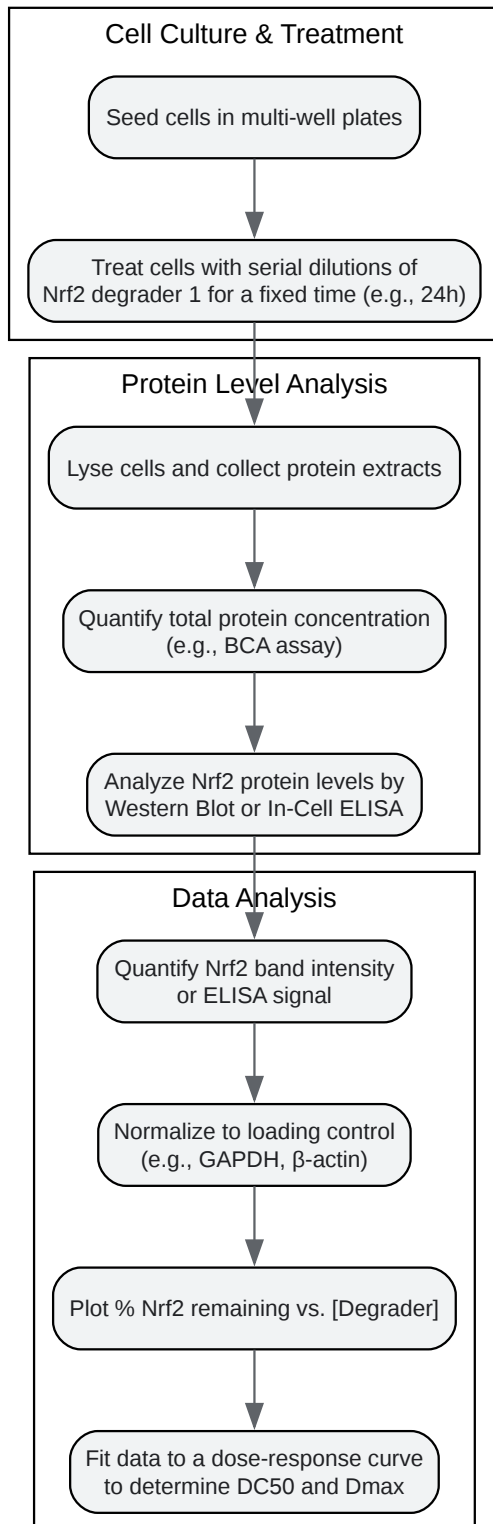 Cell Culture & Treatment
Seed cells in multi-well plates
Treat cells with serial dilutions of
Nrf2 degrader 1 for a fixed time (e.g., 24h)
Protein Level Analysis
Lyse cells and collect protein extracts
Quantify total protein concentration
(e.g., BCA assay)
Analyze Nrf2 protein levels by
Western Blot or In-Cell ELISA
Data Analysis
Quantify Nrf2 band intensity
or ELISA signal
Normalize to loading control
(e.g., GAPDH, β-actin)
Plot % Nrf2 remaining vs. [Degrader]
Fit data to a dose-response curve
to determine DC50 and Dmax